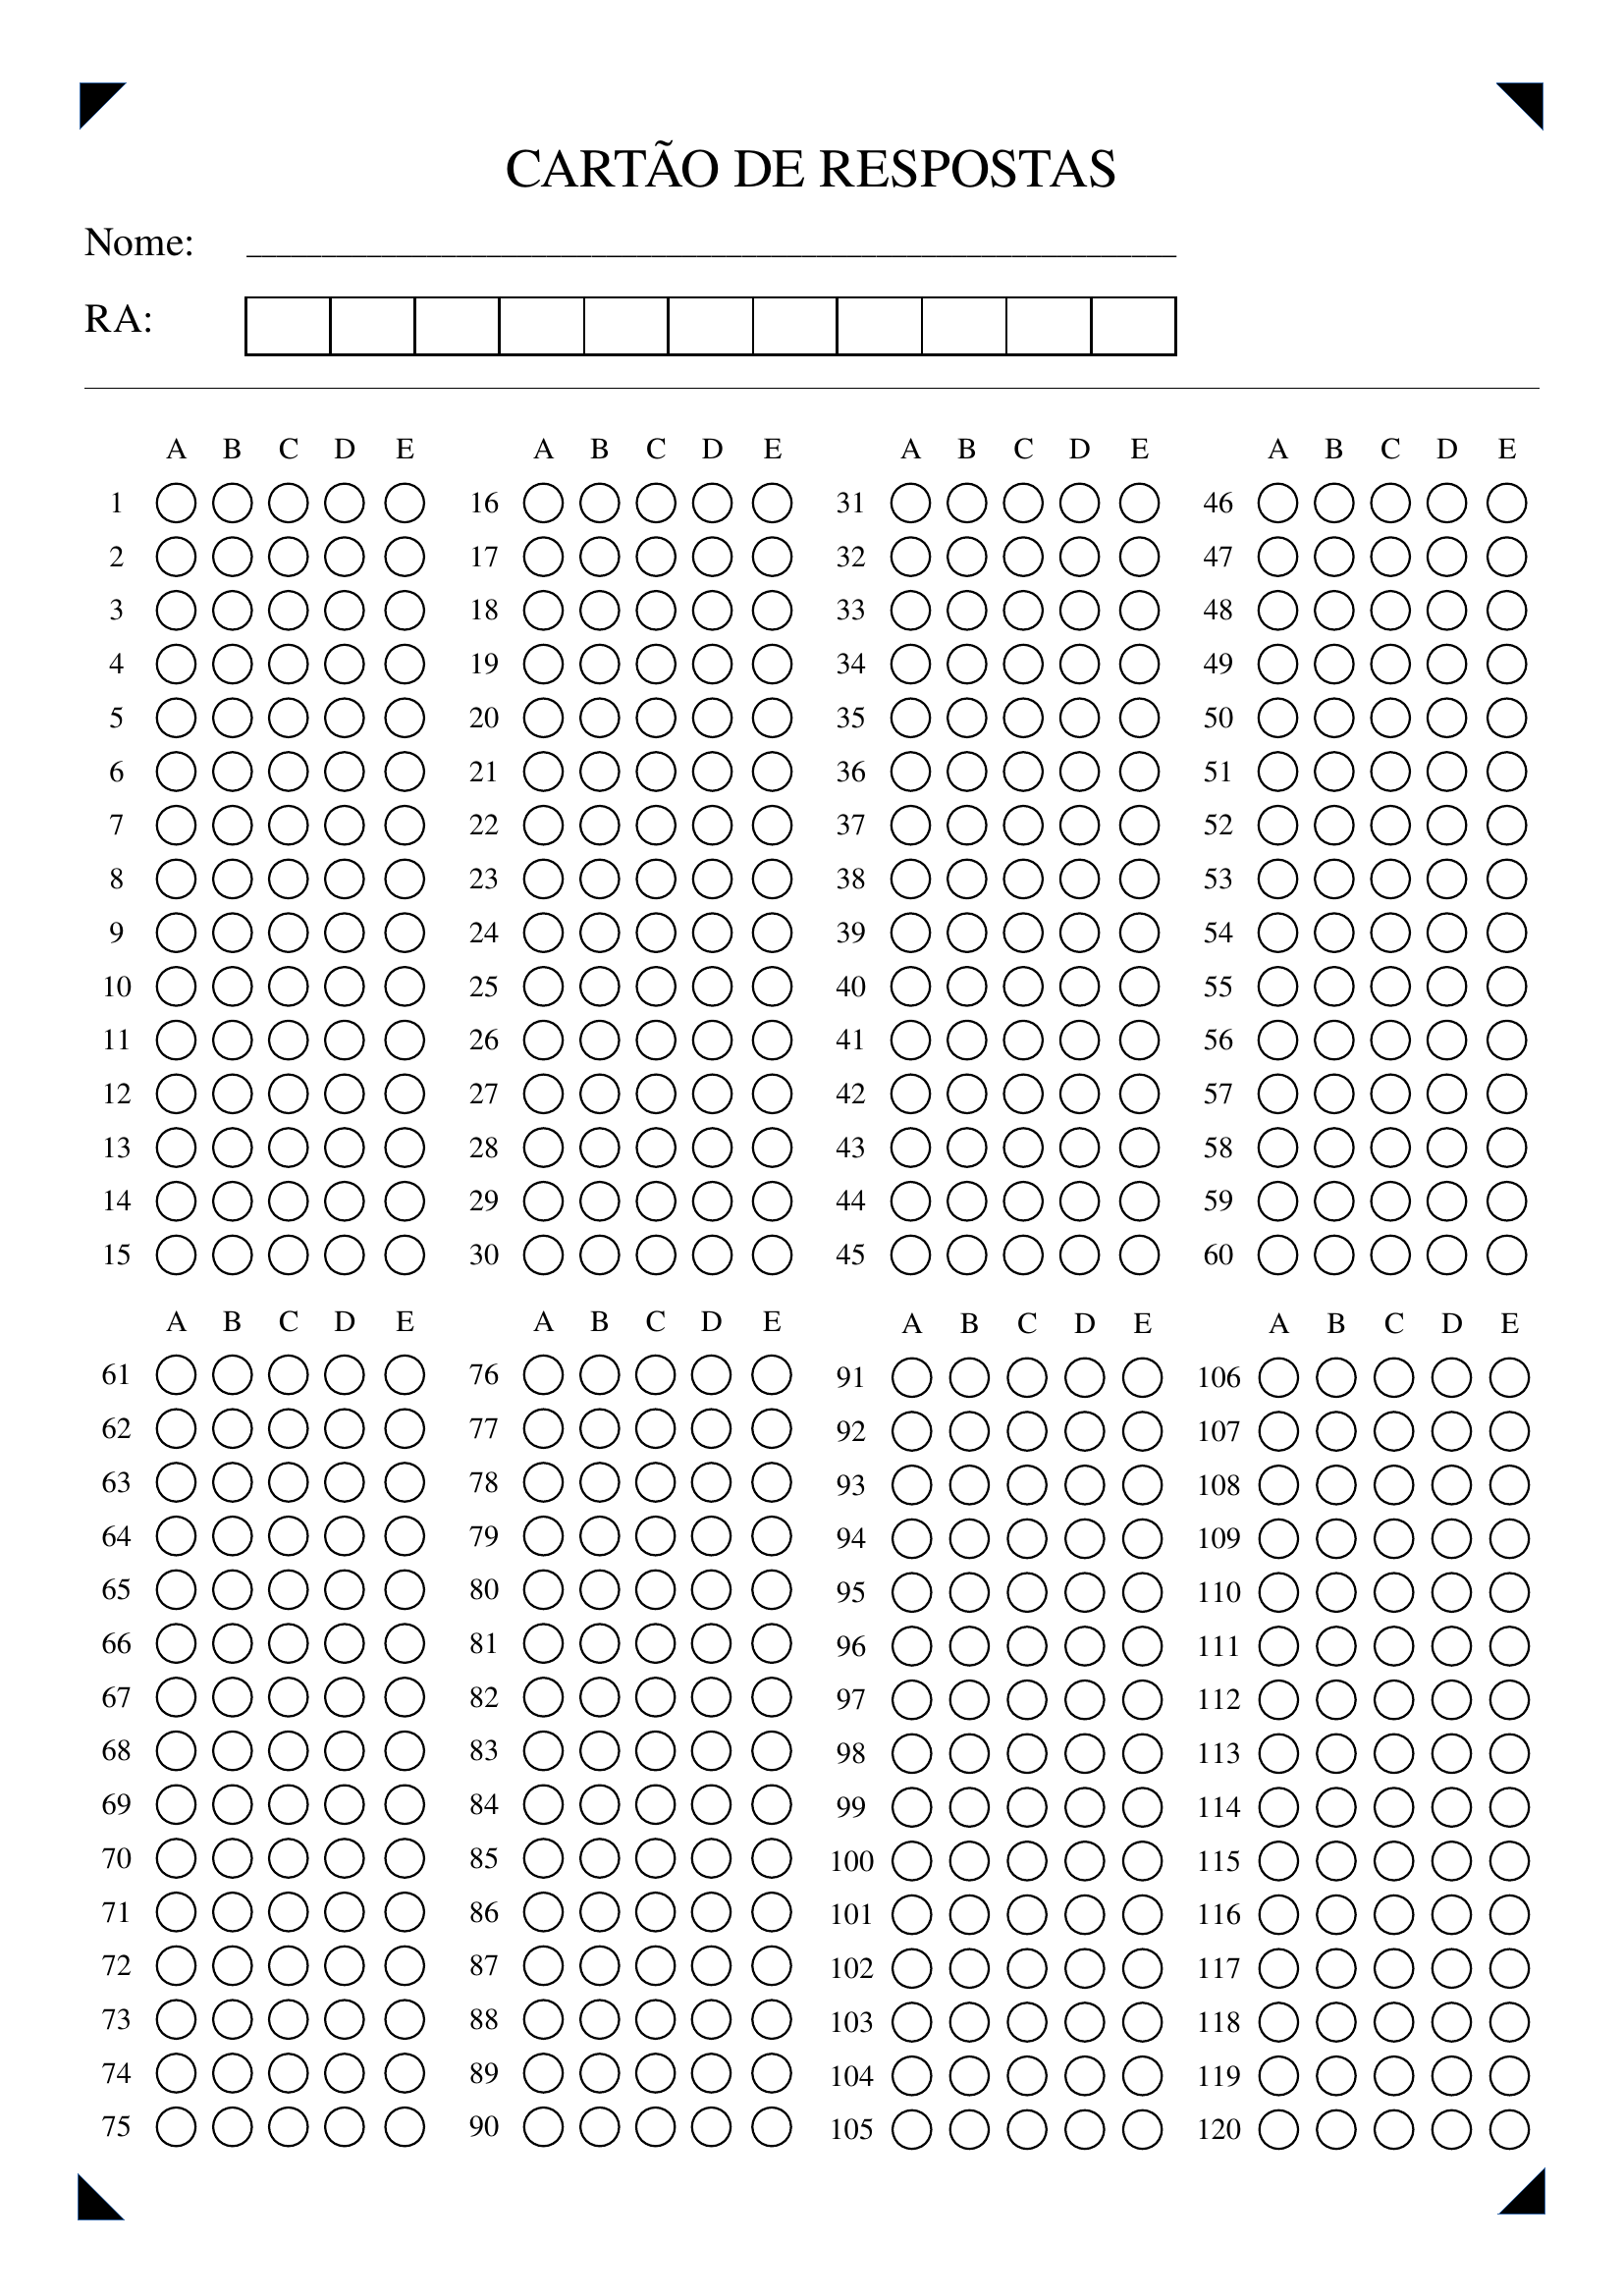 CARTÃO DE RESPOSTAS
Nome: ______________________________________________
RA:
A B C D E A B C D E A B C D E A B C D E
1 16 31 46
2 17 32 47
3 18 33 48
4 19 34 49
5 20 35 50
6 21 36 51
7 22 37 52
8 23 38 53
9 24 39 54
10 25 40 55
11 26 41 56
12 27 42 57
13 28 43 58
14 29 44 59
15 30 45 60
A B C D E A B C D E A B C D E A B C D E
61 76 91 106
62 77 92 107
63 78 93 108
64 79 94 109
65 80 95 110
66 81 96 111
67 82 97 112
68 83 98 113
69 84 99 114
70 85 100 115
71 86 101 116
72 87 102 117
73 88 103 118
74 89 104 119
75 90 105 120